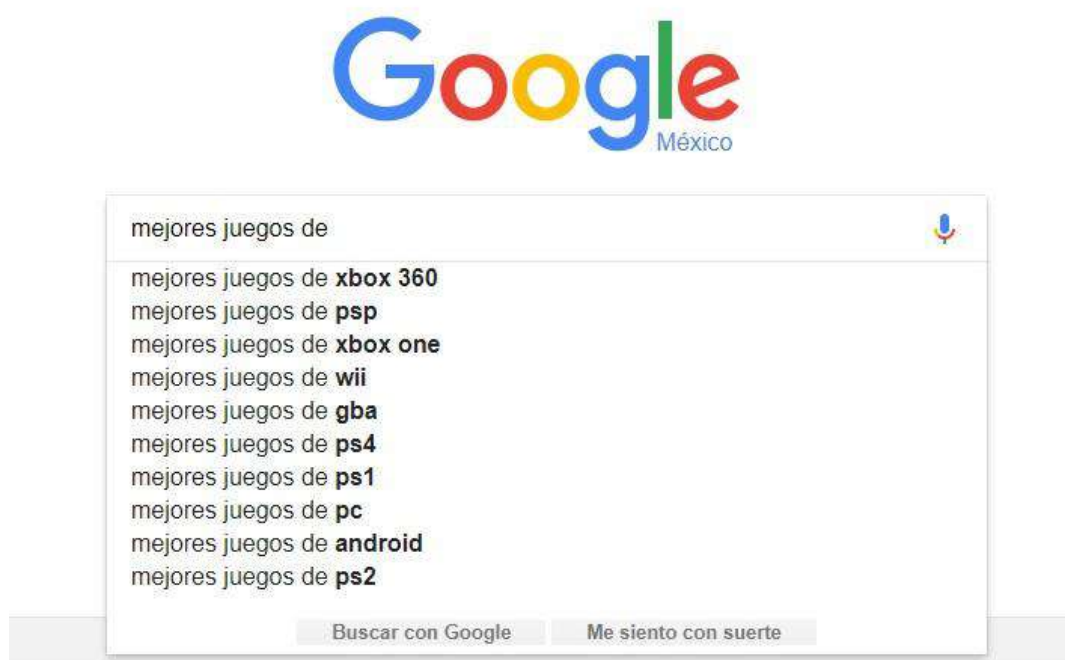 Google
México
mejores juegos de
mejores juegos de xbox 360
mejores juegos de psp
mejores juegos de xbox one
mejores juegos de wii
mejores juegos de gba
mejores juegos de ps4
mejores juegos de ps1
mejores juegos de pc
mejores juegos de android
mejores juegos de ps2
Buscar con Google Me siento con suerte